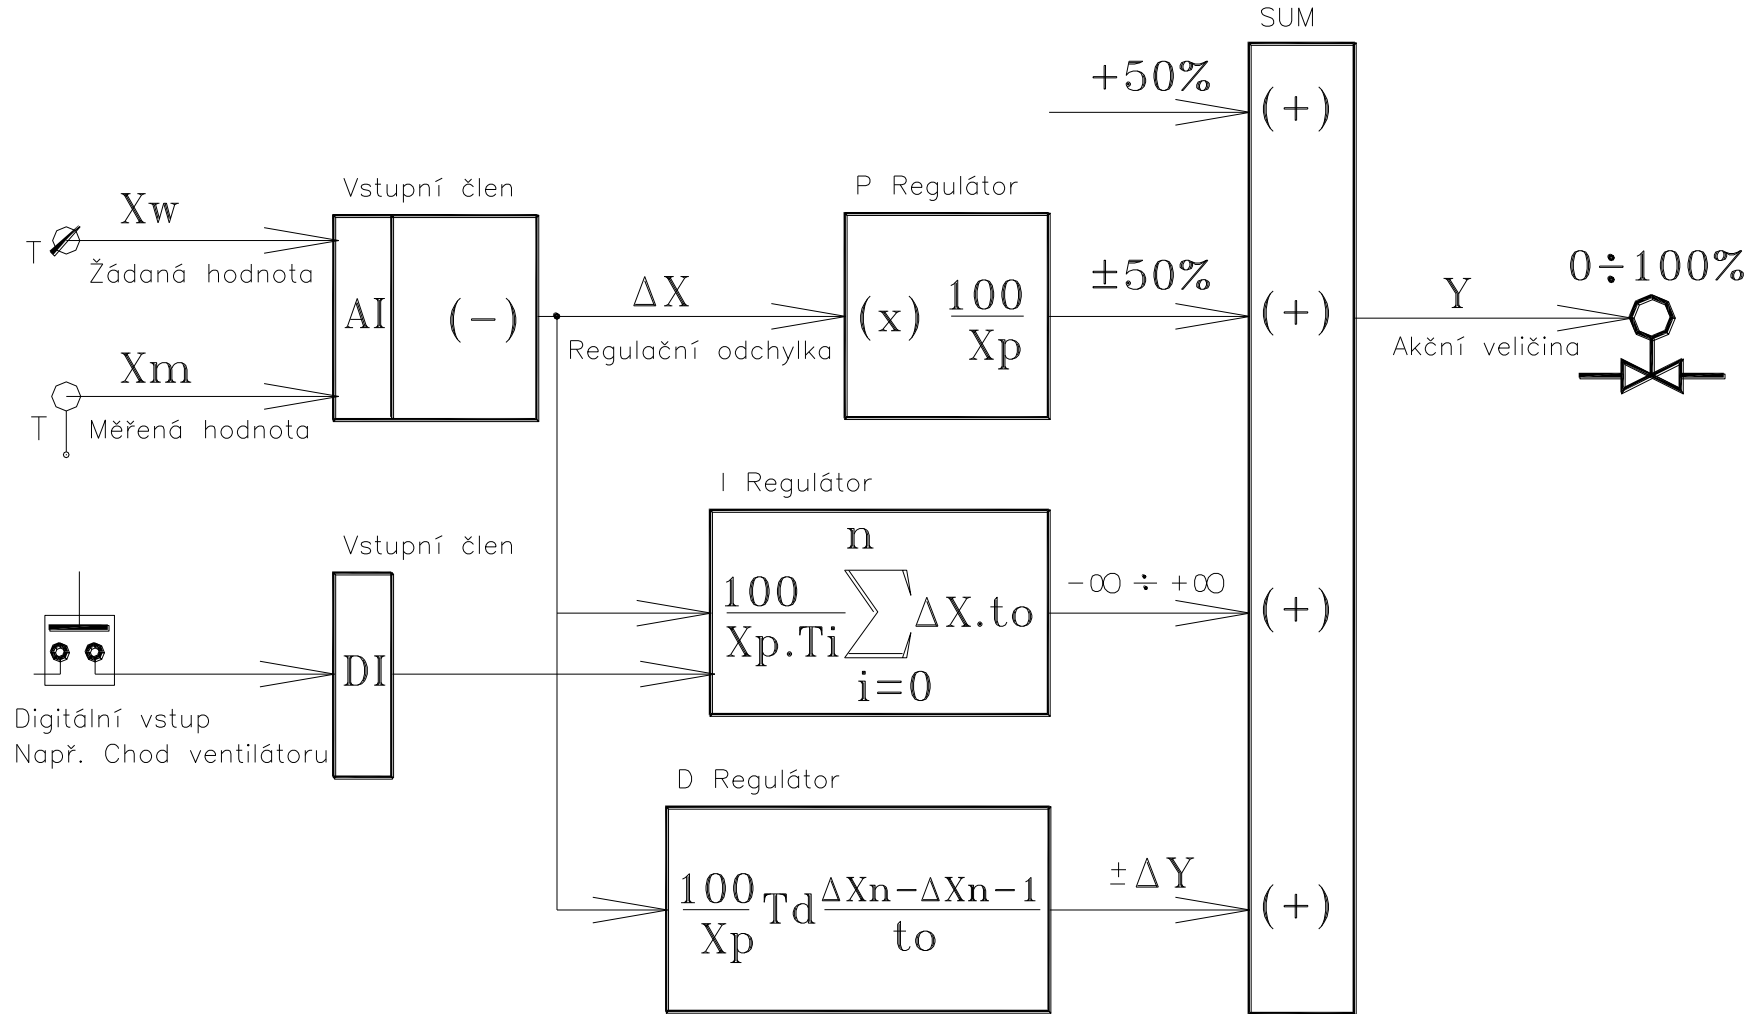 SUM
+50%
(+)
Vstupní člen
P Regulátor
Xw
T
Žádaná hodnota
AI
(-)
ΔX
Regulační odchylka
(x) 100
Xp
±50%
(+)
Y
Akční veličina
0÷100%
Xm
T
Měřená hodnota
I Regulátor
n
100
Xp.Ti
ΣΔX.to
i=0
-∞ ÷ +∞
(+)
Vstupní člen
DI
Digitální vstup
Např. Chod ventilátoru
D Regulátor
100
Xp
Td
ΔXn-ΔXn-1
to
±ΔY
(+)